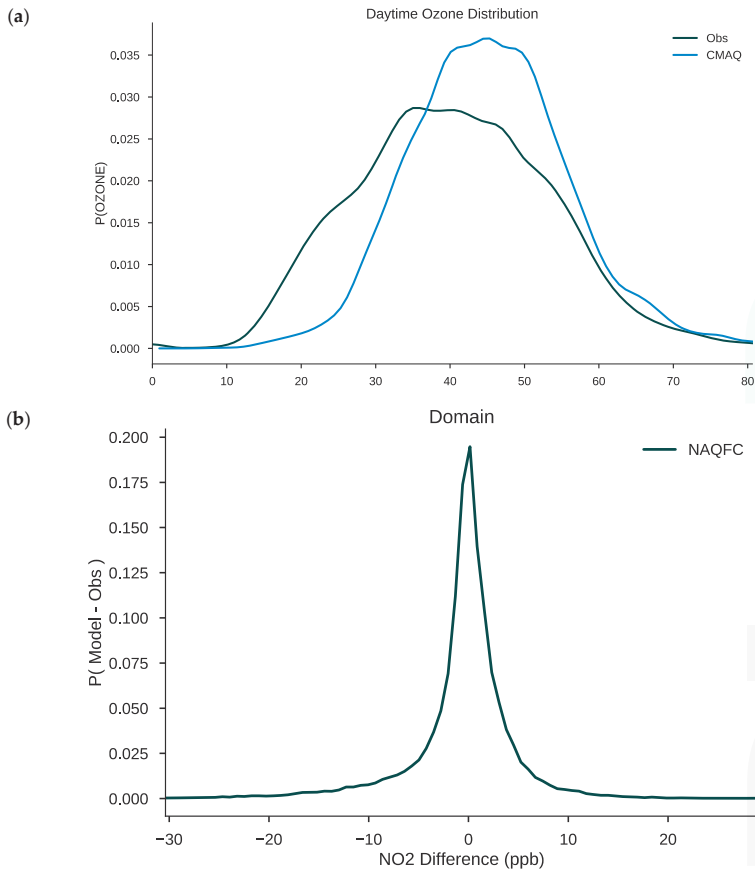 (a)
Daytime Ozone Distribution
Obs
CMAQ
P(OZONE)
0.035
0.030
0.025
0.020
0.015
0.010
0.005
0.000
0 10 20 30 40 50 60 70 80
(b)
Domain
NAQFC
P( Model - Obs )
0.200
0.175
0.150
0.125
0.100
0.075
0.050
0.025
0.000
−30 −20 −10 0 10 20
NO2 Difference (ppb)